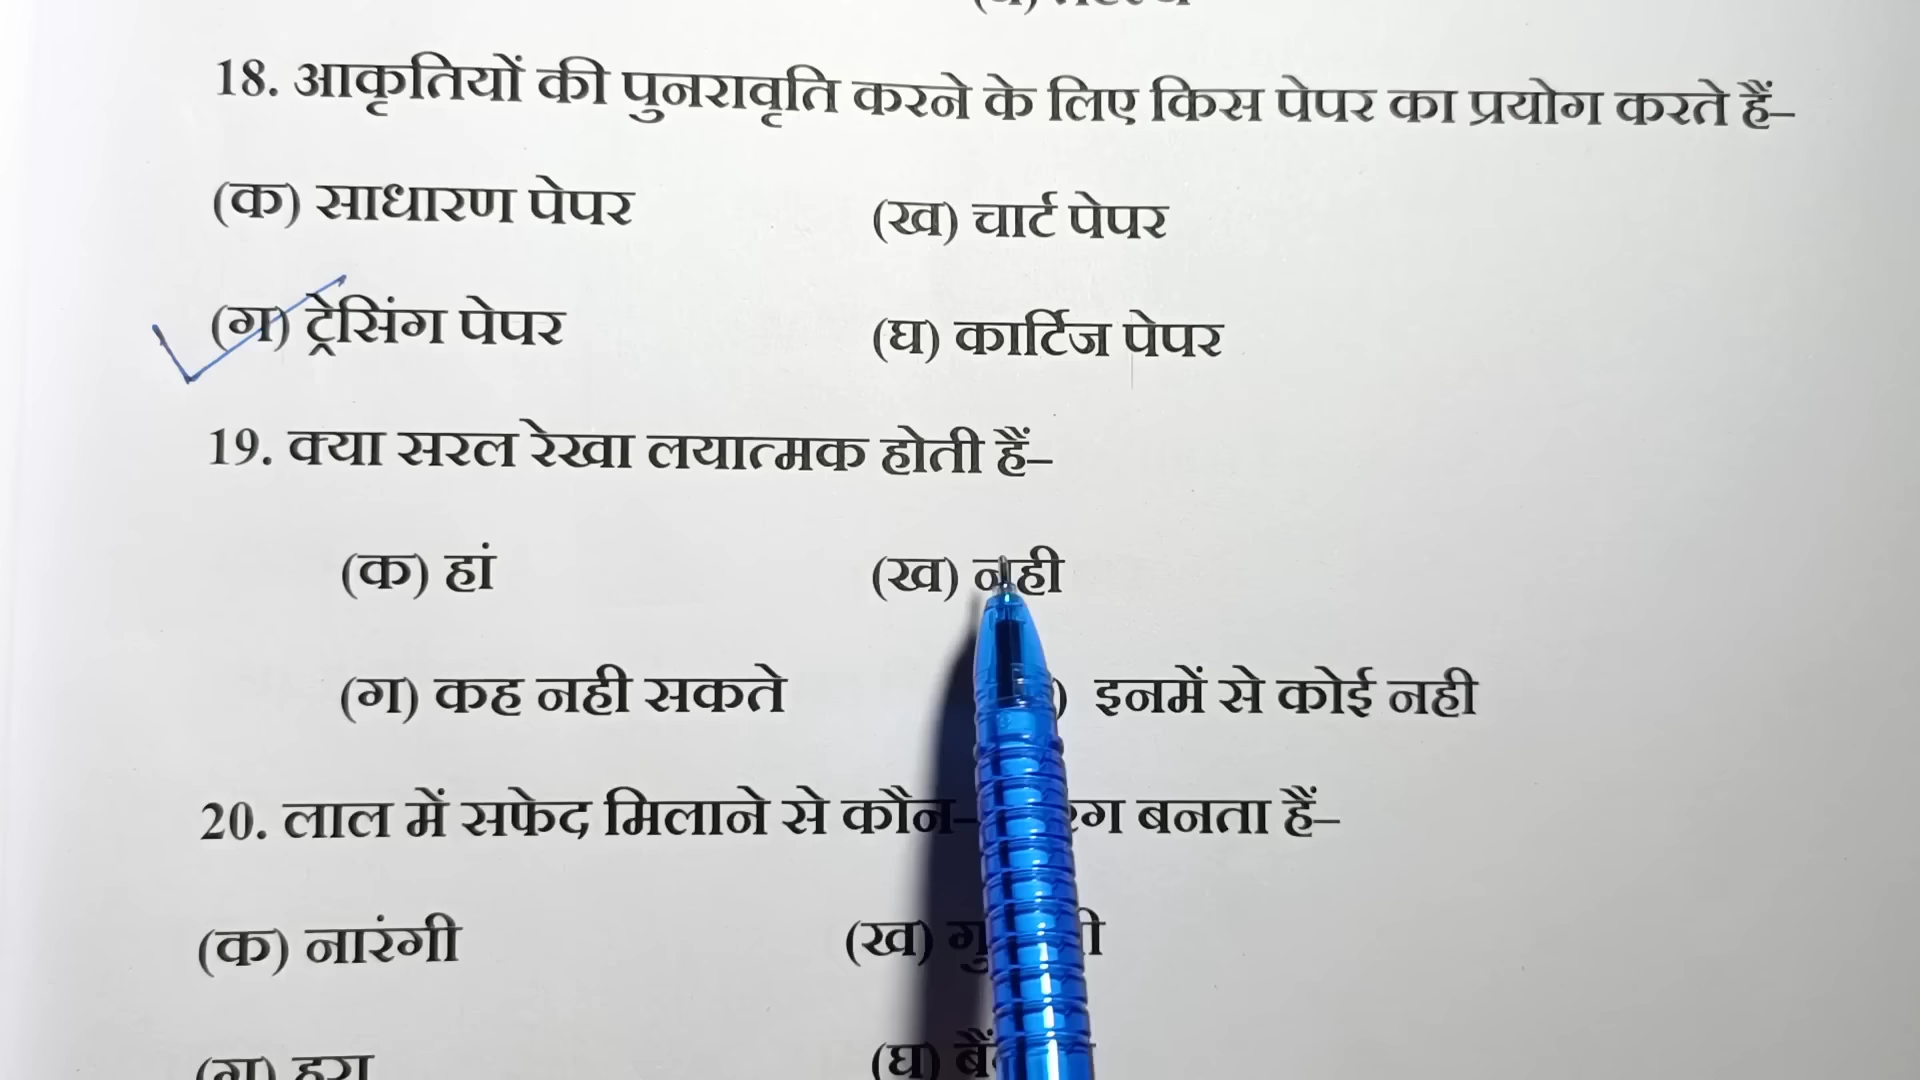 18. आकृतियों की पुनरावृति करने के लिए किस पेपर का प्रयोग करते हैं–
(क) साधारण पेपर (ख) चार्ट पेपर
(ग) ट्रेसिंग पेपर (घ) कार्टिज पेपर
19. क्या सरल रेखा लयात्मक होती हैं–
(क) हां (ख) नही
(ग) कह नही सकते ) इनमें से कोई नही
20. लाल में सफेद मिलाने से कौन– बनता हैं–
(क) नारंगी (ख)
(ग) हरा (घ)